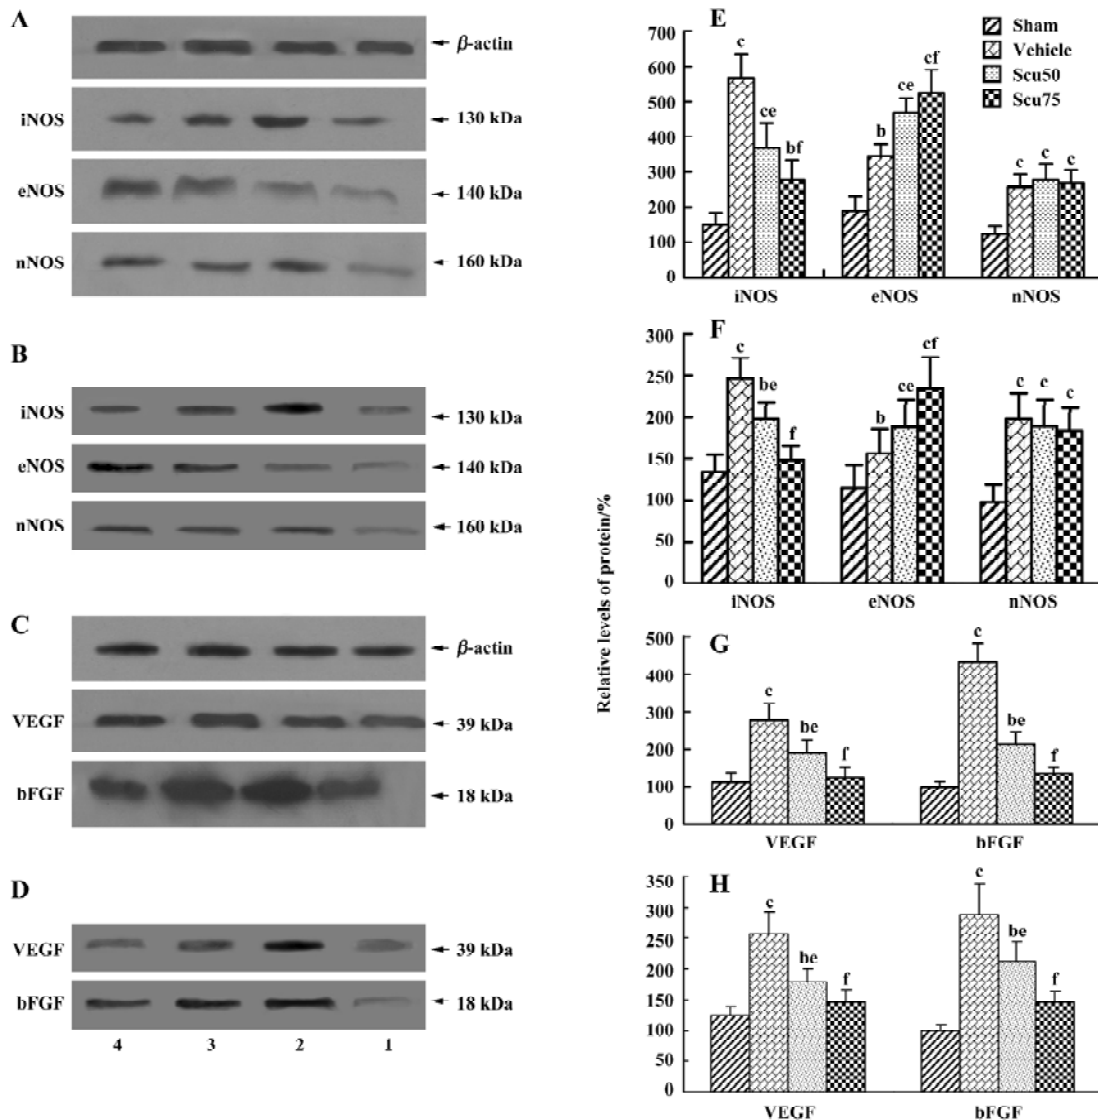 A
β-actin
iNOS
130 kDa
eNOS
140 kDa
nNOS
160 kDa
B
iNOS
130 kDa
eNOS
140 kDa
nNOS
160 kDa
C
β-actin
VEGF
39 kDa
bFGF
18 kDa
D
VEGF
39 kDa
bFGF
18 kDa
4 3 2 1
Relative levels of protein/%
E
Sham
Vehiele
Scu50
Scu75
700
600
500
400
300
200
100
0
c ce bf
b ce cf
c c c
iNOS eNOS nNOS
F
300
250
200
150
100
50
0
c be f
b ce cf
c e c
iNOS eNOS nNOS
G
500
400
300
200
100
0
c be f
c be f
VEGF bFGF
H
350
300
250
200
150
100
50
0
c be f
c be f
VEGF bFGF